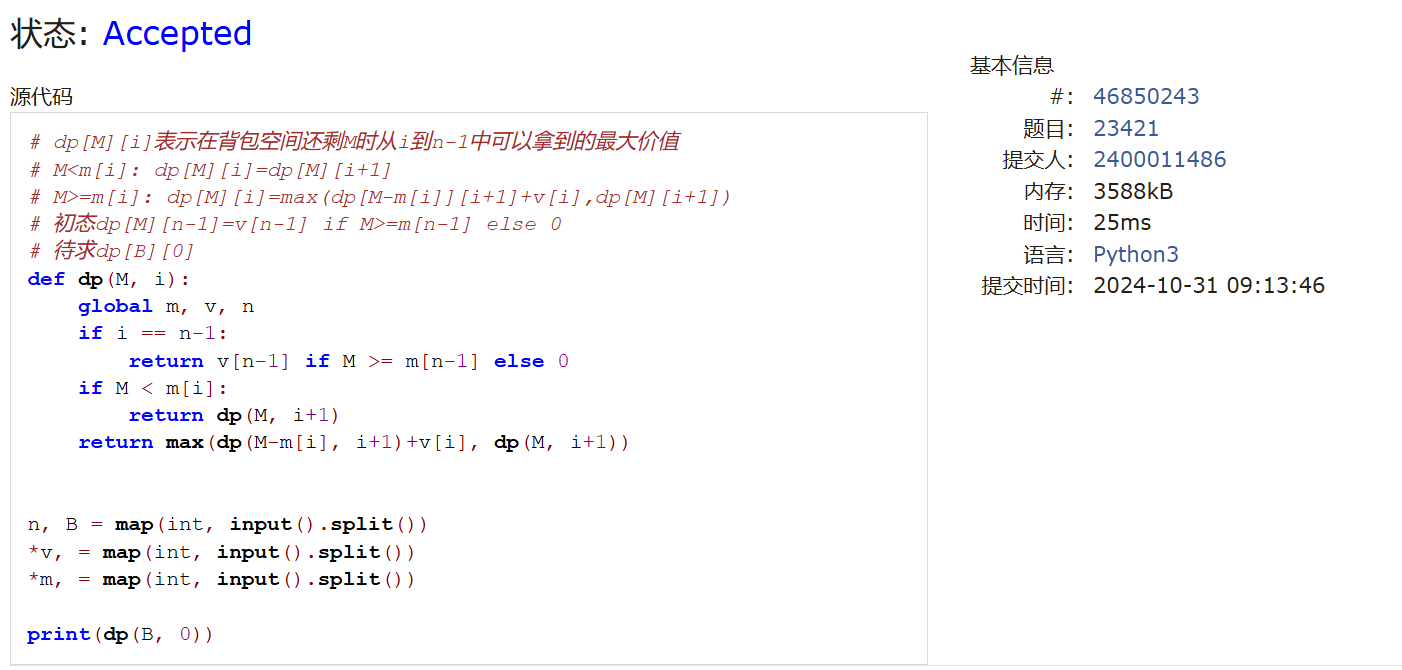 状态: Accepted
源代码
# dp[M][i]表示在背包空间还剩M时从i到n-1中可以拿到的最大价值
# M<m[i]: dp[M][i]=dp[M][i+1]
# M>=m[i]: dp[M][i]=max(dp[M-m[i]][i+1]+v[i],dp[M][i+1])
# 初态dp[M][n-1]=v[n-1] if M>=m[n-1] else 0
# 待求dp[B][0]
def dp(M, i):
    global m, v, n
    if i == n-1:
        return v[n-1] if M >= m[n-1] else 0
    if M < m[i]:
        return dp(M, i+1)
    return max(dp(M-m[i], i+1)+v[i], dp(M, i+1))
n, B = map(int, input().split())
*v, = map(int, input().split())
*m, = map(int, input().split())
print(dp(B, 0))
基本信息
#: 46850243
题目: 23421
提交人: 2400011486
内存: 3588kB
时间: 25ms
语言: Python3
提交时间: 2024-10-31 09:13:46